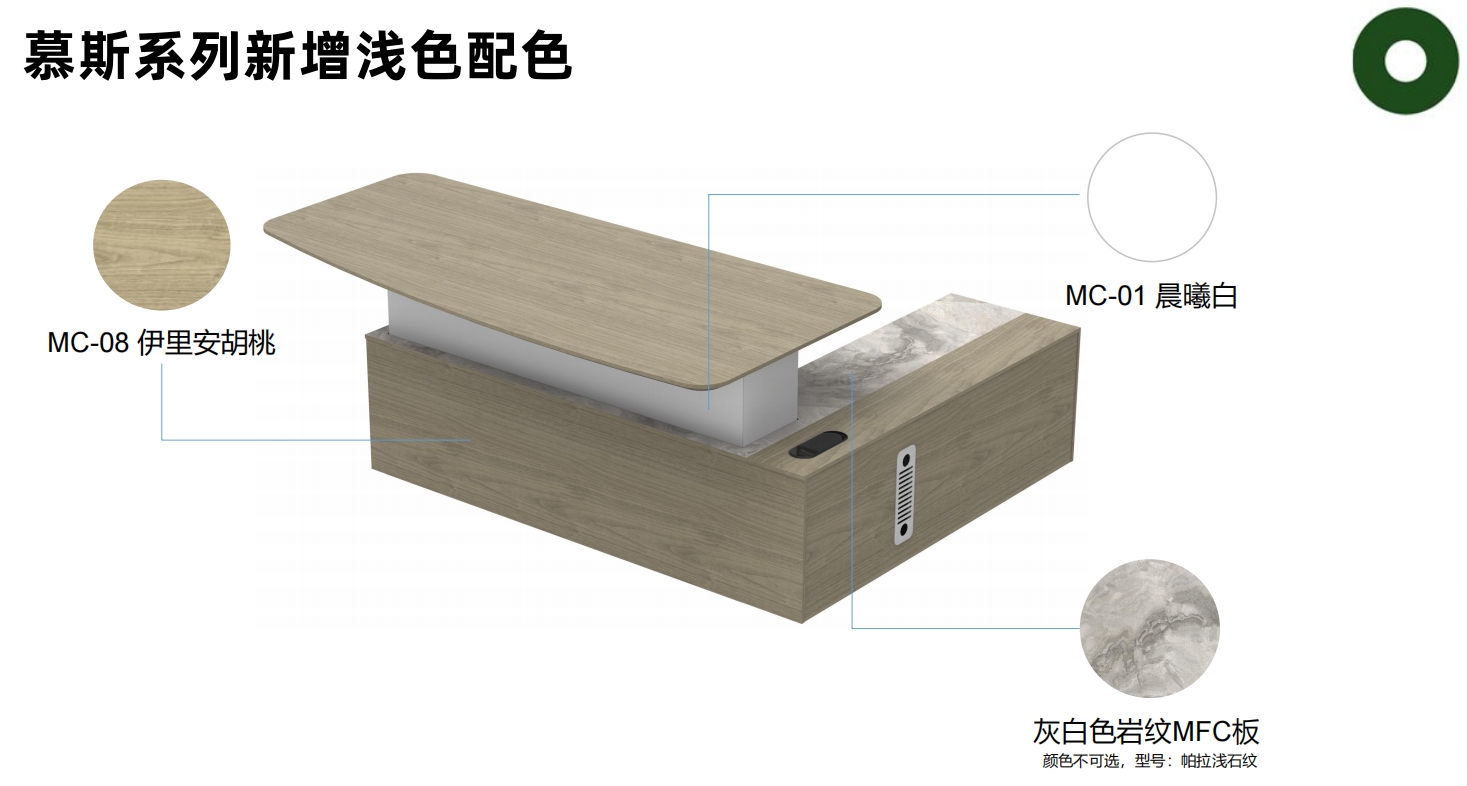 慕斯系列新增浅色配色
MC-01 晨曦白
MC-08 伊里安胡桃
灰白色岩纹MFC板
颜色不可选，型号：帕拉浅石纹